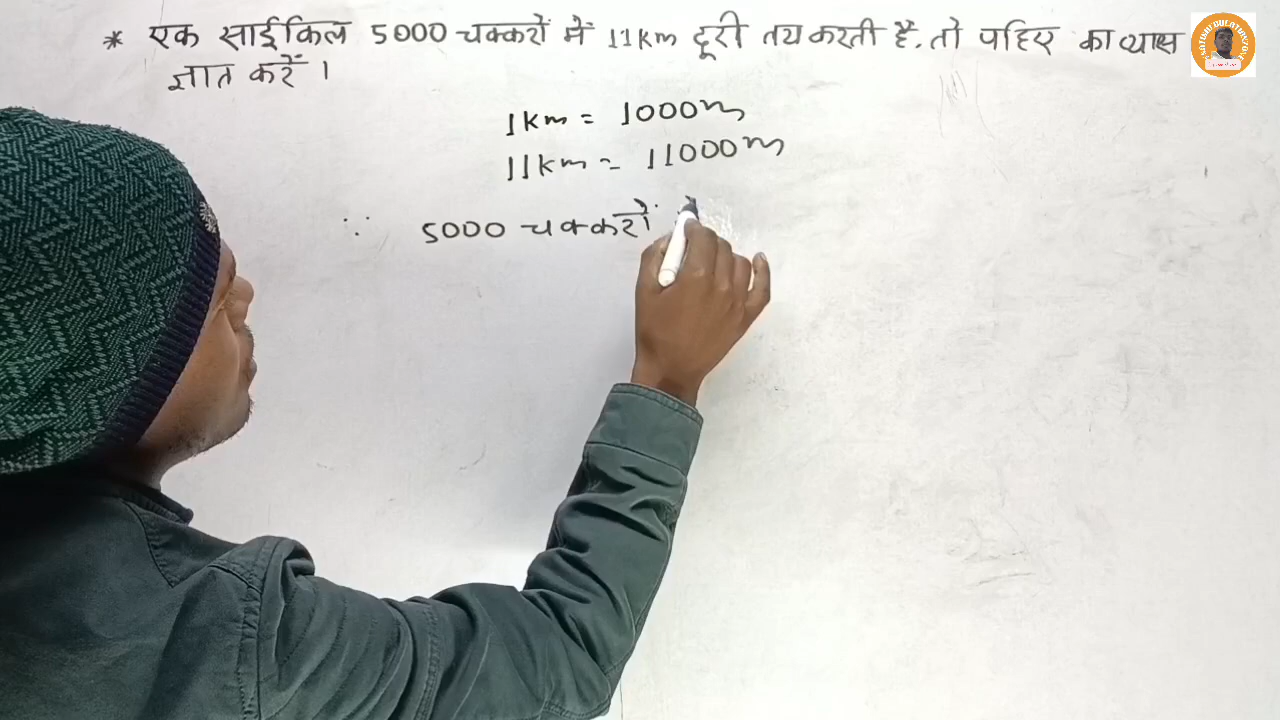 * एक साईकिल 5000 चक्करों में 11km दूरी तय करती हैं. तो पहिए का व्यास
ज्ञात करें ।
1km = 1000m
11km = 11000m
∵ 5000 चक्करों